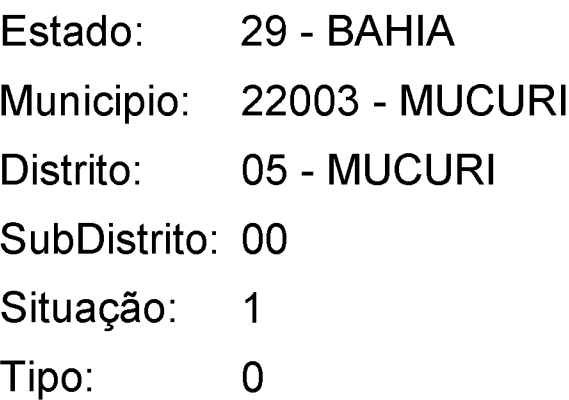 Estado: 29 - BAHIA
Municipio: 22003 - MUCURI
Distrito: 05 - MUCURI
SubDistrito: 00
Situação: 1
Tipo: 0